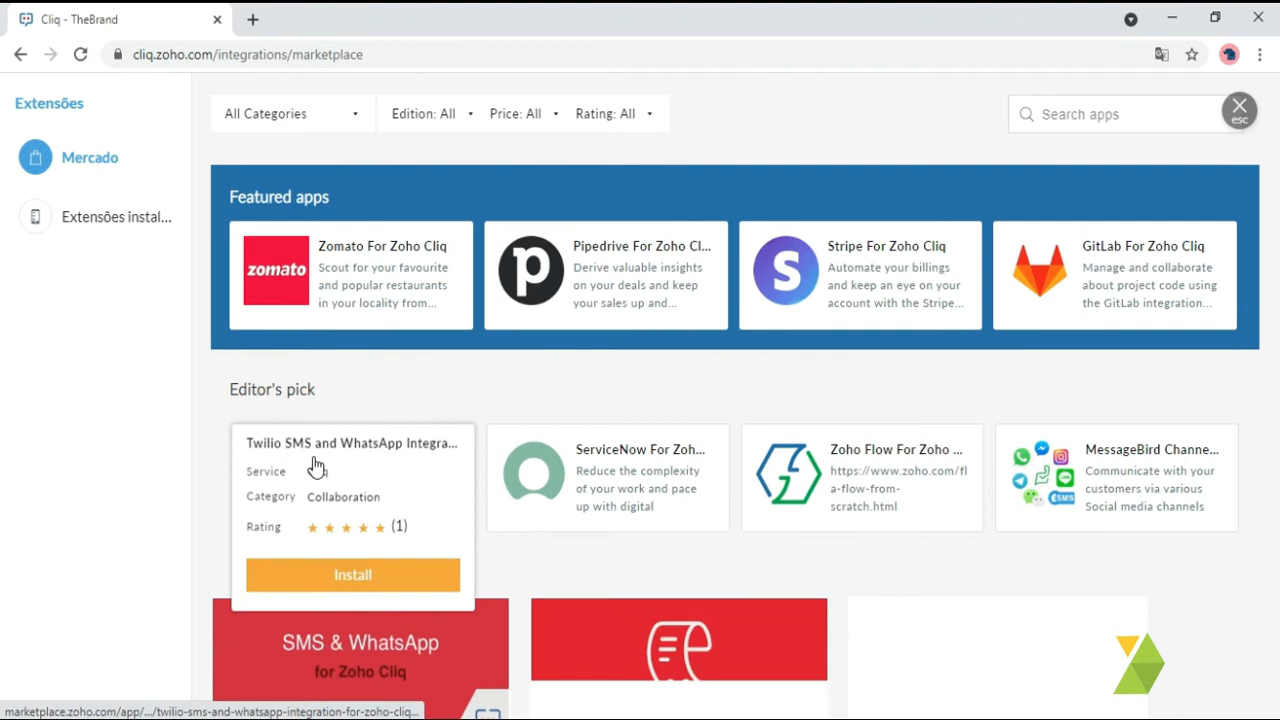 Cliq - TheBrand
cliq.zoho.com/integrations/marketplace
Extensões
Mercado
Extensões instal...
All Categories
Edition: All
Price: All
Rating: All
Search apps
esc
Featured apps
zomato
Zomato For Zoho Cliq
Scout for your favourite
and popular restaurants
in your locality from...
p
Pipedrive For Zoho Cl...
Derive valuable insights
on your deals and keep
your sales up and...
S
Stripe For Zoho Cliq
Automate your billings
and keep an eye on your
account with the Stripe...
GitLab For Zoho Cliq
Manage and collaborate
about project code using
the GitLab integration...
Editor's pick
Twilio SMS and WhatsApp Integra...
Service
Category Collaboration
Rating (1)
Install
ServiceNow For Zoh...
Reduce the complexity
of your work and pace
up with digital
Zoho Flow For Zoho ...
https://www.zoho.com/fl
a-flow-from-
scratch.html
SMS
MessageBird Channe...
Communicate with your
customers via various
Social media channels
SMS & WhatsApp
for Zoho Cliq
marketplace.zoho.com/app/.../twilio-sms-and-whatsapp-integration-for-zoho-cliq...